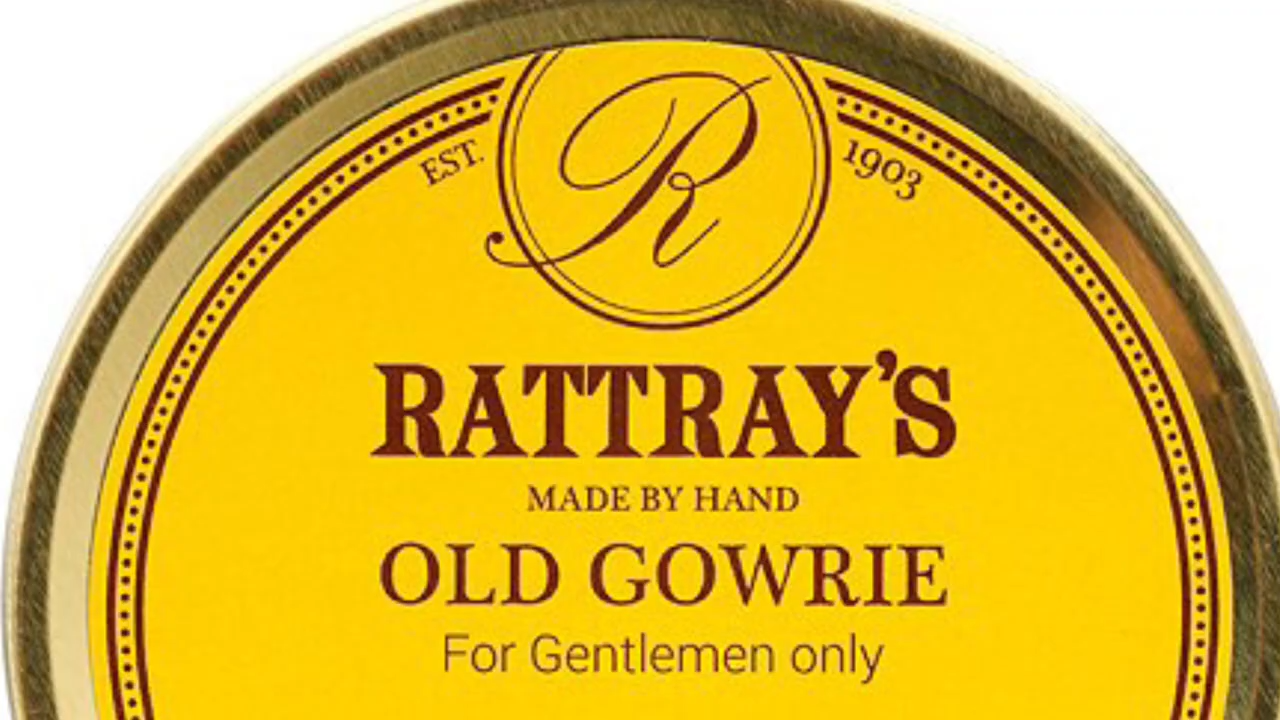 R
EST. 1903
RATTRAY'S
MADE BY HAND
OLD GOWRIE
For Gentlemen only